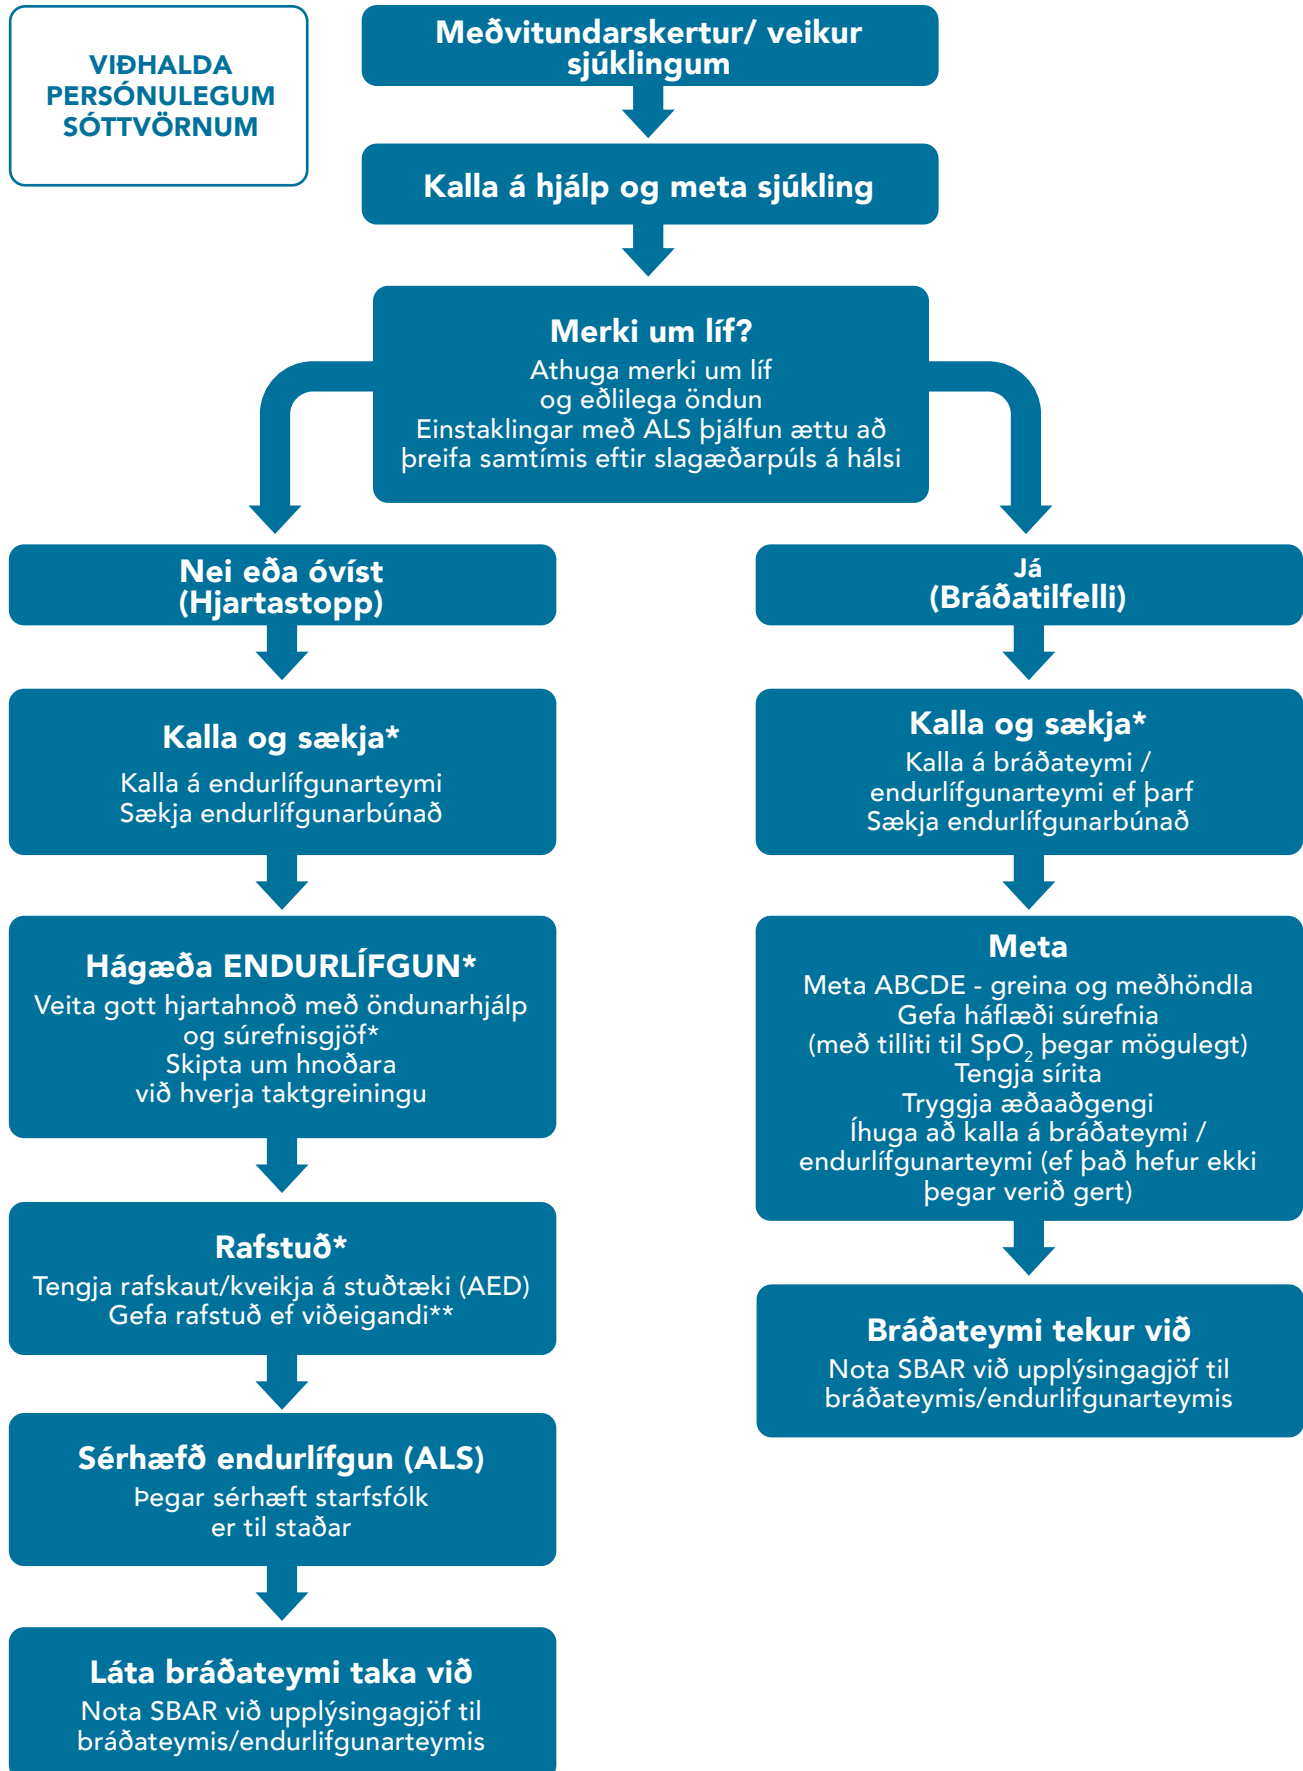 VIÐHALDA
PERSÓNULEGUM
SÓTTVÖRNUM
Meðvitundarskertur/ veikur
sjúklingum
Kalla á hjálp og meta sjúkling
Merki um líf?
Athuga merki um líf
og eðlilega öndun
Einstaklingar með ALS þjálfun ættu að
þreifa samtímis eftir slagæðarpúls á hálsi
Nei eða óvíst
(Hjartastopp)
Kalla og sækja*
Kalla á endurlífgunarteymi
Sækja endurlífgunarbúnað
Hágæða ENDURLÍFGUN*
Veita gott hjartahnoð með öndunarhjálp
og súrefnisgjöf*
Skipta um hnoðara
við hverja taktgreiningu
Rafstuð*
Tengja rafskaut/kveikja á stuðtæki (AED)
Gefa rafstuð ef viðeigandi**
Sérhæfð endurlífgun (ALS)
Þegar sérhæft starfsfólk
er til staðar
Láta bráðateymi taka við
Nota SBAR við upplýsingagjöf til
bráðateymis/endurlifgunarteymis
Já
(Bráðatilfelli)
Kalla og sækja*
Kalla á bráðateymi /
endurlífgunarteymi ef þarf
Sækja endurlífgunarbúnað
Meta
Meta ABCDE - greina og meðhöndla
Gefa háflæði súrefnia
(með tilliti til SpO₂ þegar mögulegt)
Tengja sírita
Tryggja æðaaðgengi
Íhuga að kalla á bráðateymi /
endurlífgunarteymi (ef það hefur ekki
þegar verið gert)
Bráðateymi tekur við
Nota SBAR við upplýsingagjöf til
bráðateymis/endurlifgunarteymis